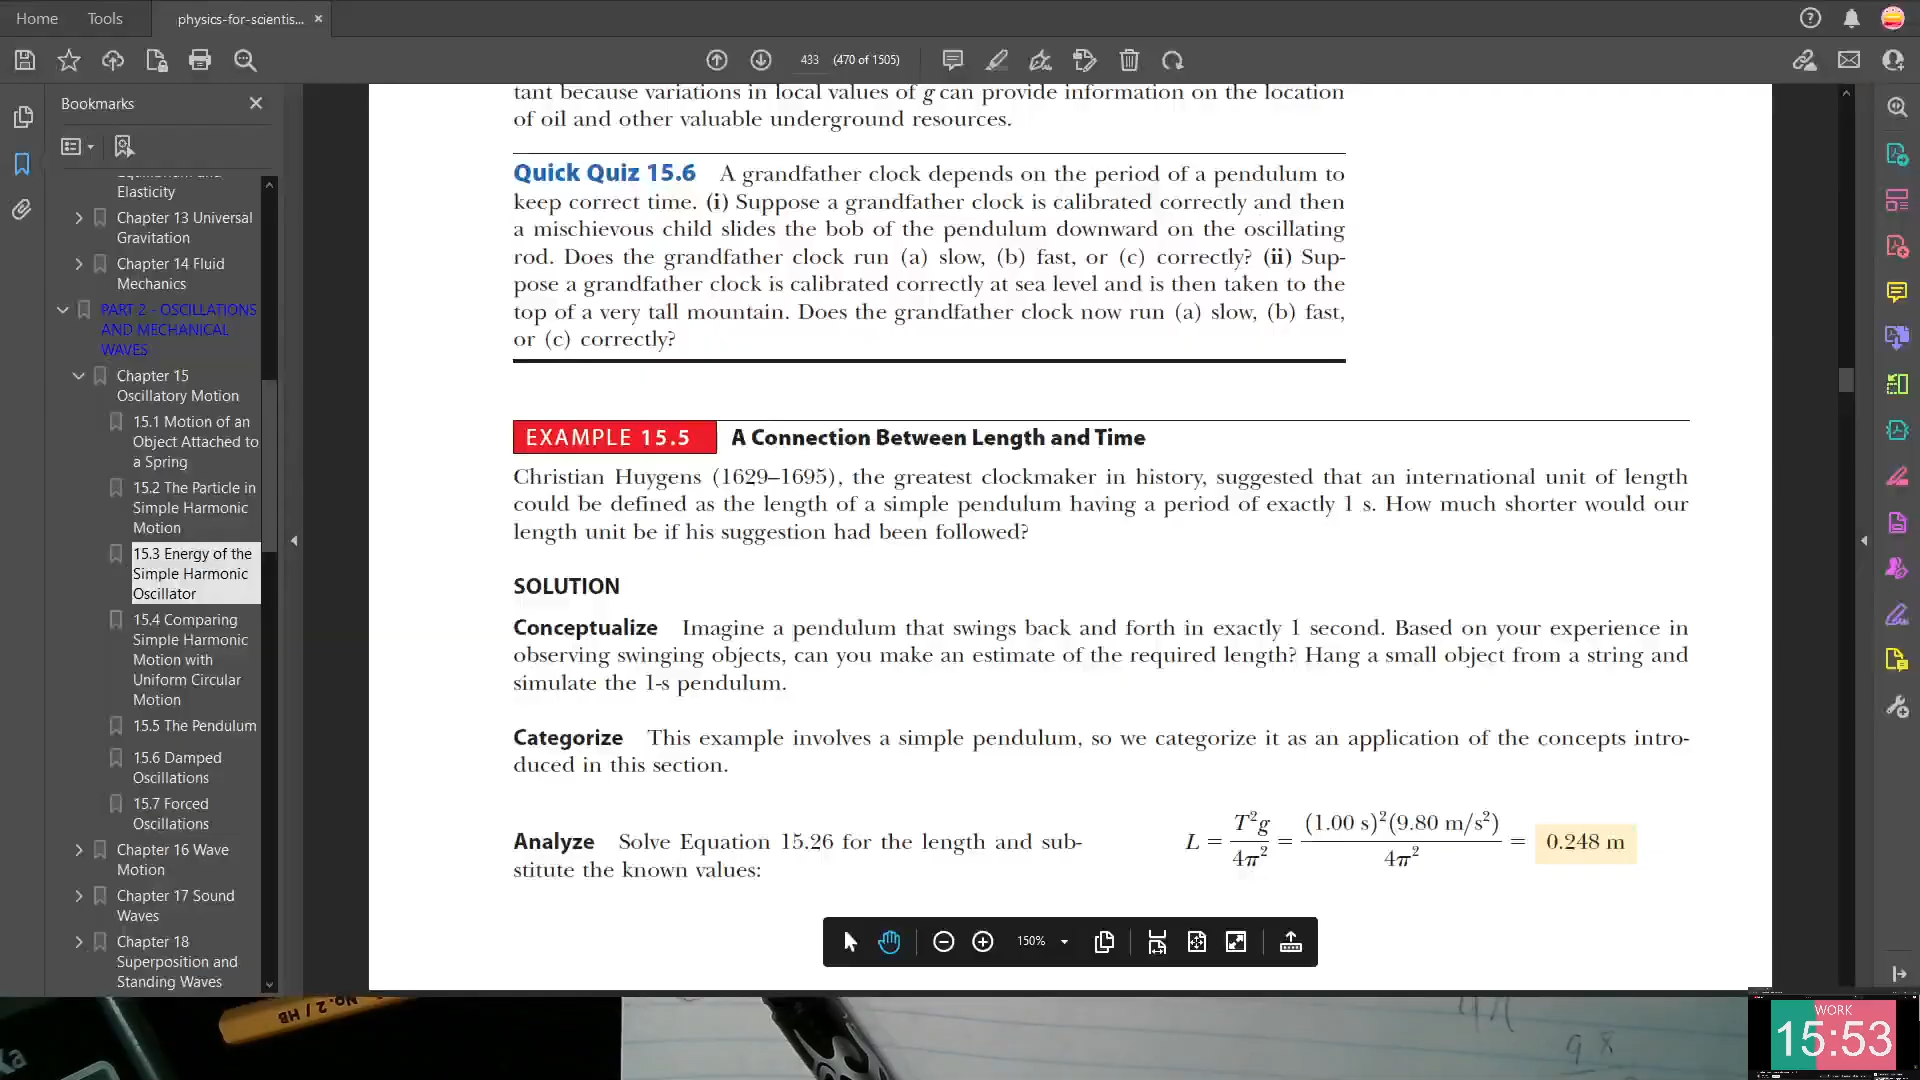 Home
Tools
physics-for-scientis...
433
(470 of 1505)
Bookmarks
Elasticity
Chapter 13 Universal
Gravitation
Chapter 14 Fluid
Mechanics
PART 2 - OSCILLATIONS
AND MECHANICAL
WAVES
Chapter 15
Oscillatory Motion
15.1 Motion of an
Object Attached to
a Spring
15.2 The Particle in
Simple Harmonic
Motion
15.3 Energy of the
Simple Harmonic
Oscillator
15.4 Comparing
Simple Harmonic
Motion with
Uniform Circular
Motion
15.5 The Pendulum
15.6 Damped
Oscillations
15.7 Forced
Oscillations
Chapter 16 Wave
Motion
Chapter 17 Sound
Waves
Chapter 18
Superposition and
Standing Waves
tant because variations in local values of g can provide information on the location
of oil and other valuable underground resources.
Quick Quiz 15.6 A grandfather clock depends on the period of a pendulum to
keep correct time. (i) Suppose a grandfather clock is calibrated correctly and then
a mischievous child slides the bob of the pendulum downward on the oscillating
rod. Does the grandfather clock run (a) slow, (b) fast, or (c) correctly? (ii) Sup-
pose a grandfather clock is calibrated correctly at sea level and is then taken to the
top of a very tall mountain. Does the grandfather clock now run (a) slow, (b) fast,
or (c) correctly?
EXAMPLE 15.5 A Connection Between Length and Time
Christian Huygens (1629–1695), the greatest clockmaker in history, suggested that an international unit of length
could be defined as the length of a simple pendulum having a period of exactly 1 s. How much shorter would our
length unit be if his suggestion had been followed?
SOLUTION
Conceptualize Imagine a pendulum that swings back and forth in exactly 1 second. Based on your experience in
observing swinging objects, can you make an estimate of the required length? Hang a small object from a string and
simulate the 1-s pendulum.
Categorize This example involves a simple pendulum, so we categorize it as an application of the concepts intro-
duced in this section.
Analyze Solve Equation 15.26 for the length and sub-
stitute the known values:
L = T²g / 4π² = (1.00 s)²(9.80 m/s²) / 4π² = 0.248 m
150%
No. 2 / HB
WORK
15:53